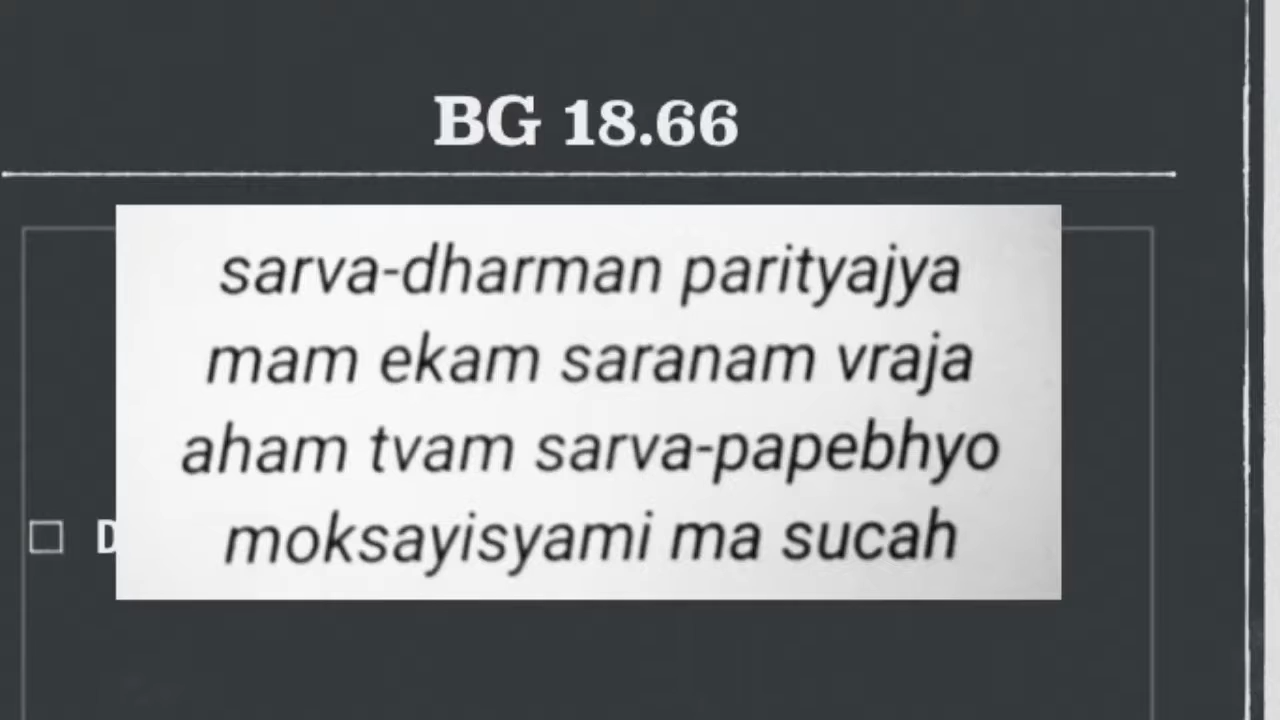 BG 18.66
sarva-dharman parityajya
mam ekam saranam vraja
aham tvam sarva-papebhyo
moksayisyami ma sucah